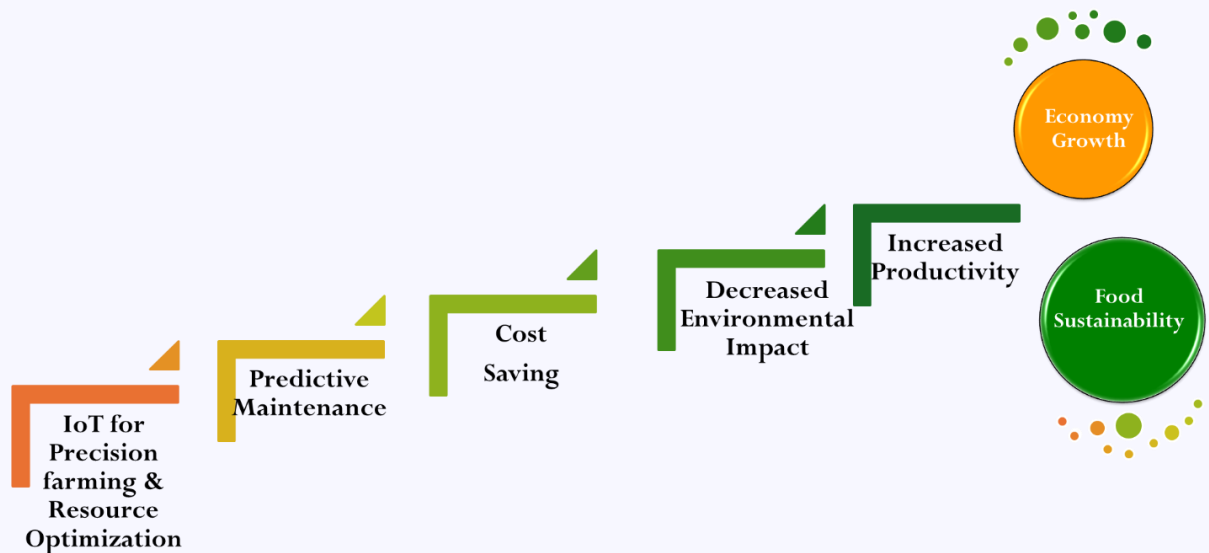 IoT for
Precision
farming &
Resource
Optimization
Predictive
Maintenance
Cost
Saving
Decreased
Environmental
Impact
Increased
Productivity
Economy
Growth
Food
Sustainability